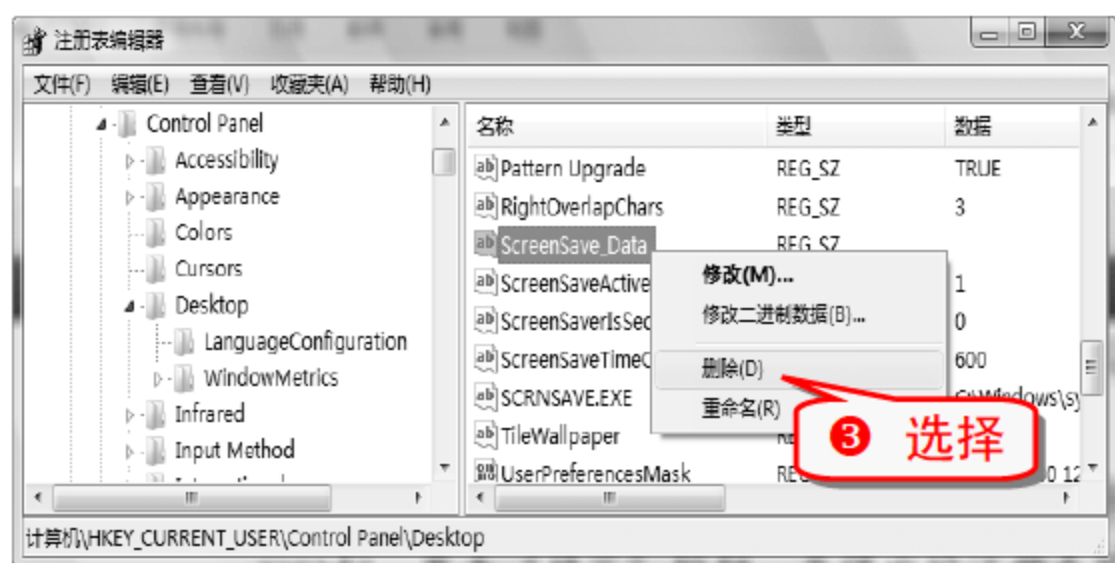 注册表编辑器
文件(F) 编辑(E) 查看(V) 收藏夹(A) 帮助(H)
Control Panel
Accessibility
Appearance
Colors
Cursors
Desktop
LanguageConfiguration
WindowMetrics
Infrared
Input Method
名称 类型 数据
Pattern Upgrade REG_SZ TRUE
RightOverlapChars REG_SZ 3
ScreenSave_Data REG_SZ
ScreenSaveActive 1
ScreenSaverIsSec 0
ScreenSaveTimeO 600
SCRNSAVE.EXE C:\Windows\sy
TileWallpaper
UserPreferencesMask
修改(M)...
修改二进制数据(B)...
删除(D)
重命名(R)
❸ 选择
计算机\HKEY_CURRENT_USER\Control Panel\Desktop